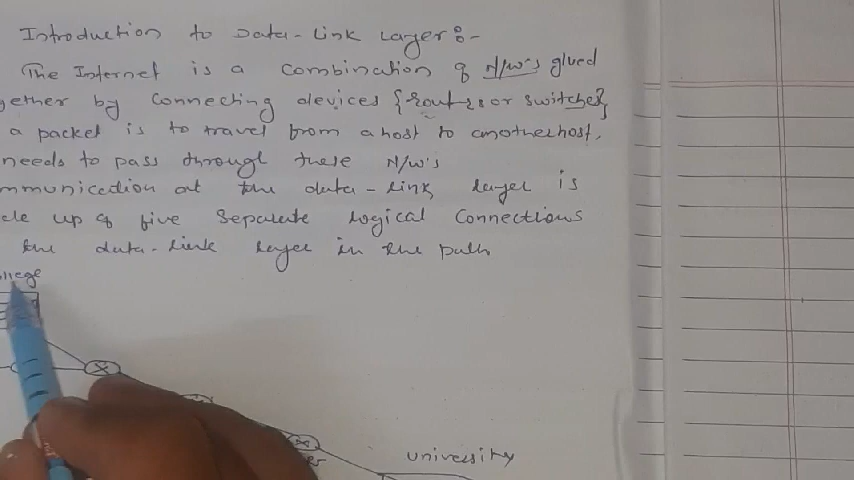 Introduction to Data-Link Layer:-
The Internet is a combination of N/w's glued
gether by connecting devices {routers or switches}
a packet is to travel from a host to another host.
needs to pass through these N/w's
mmunication at the data-link layer is
de up of five separate logical connections
the data-link layer in the path
llege
university